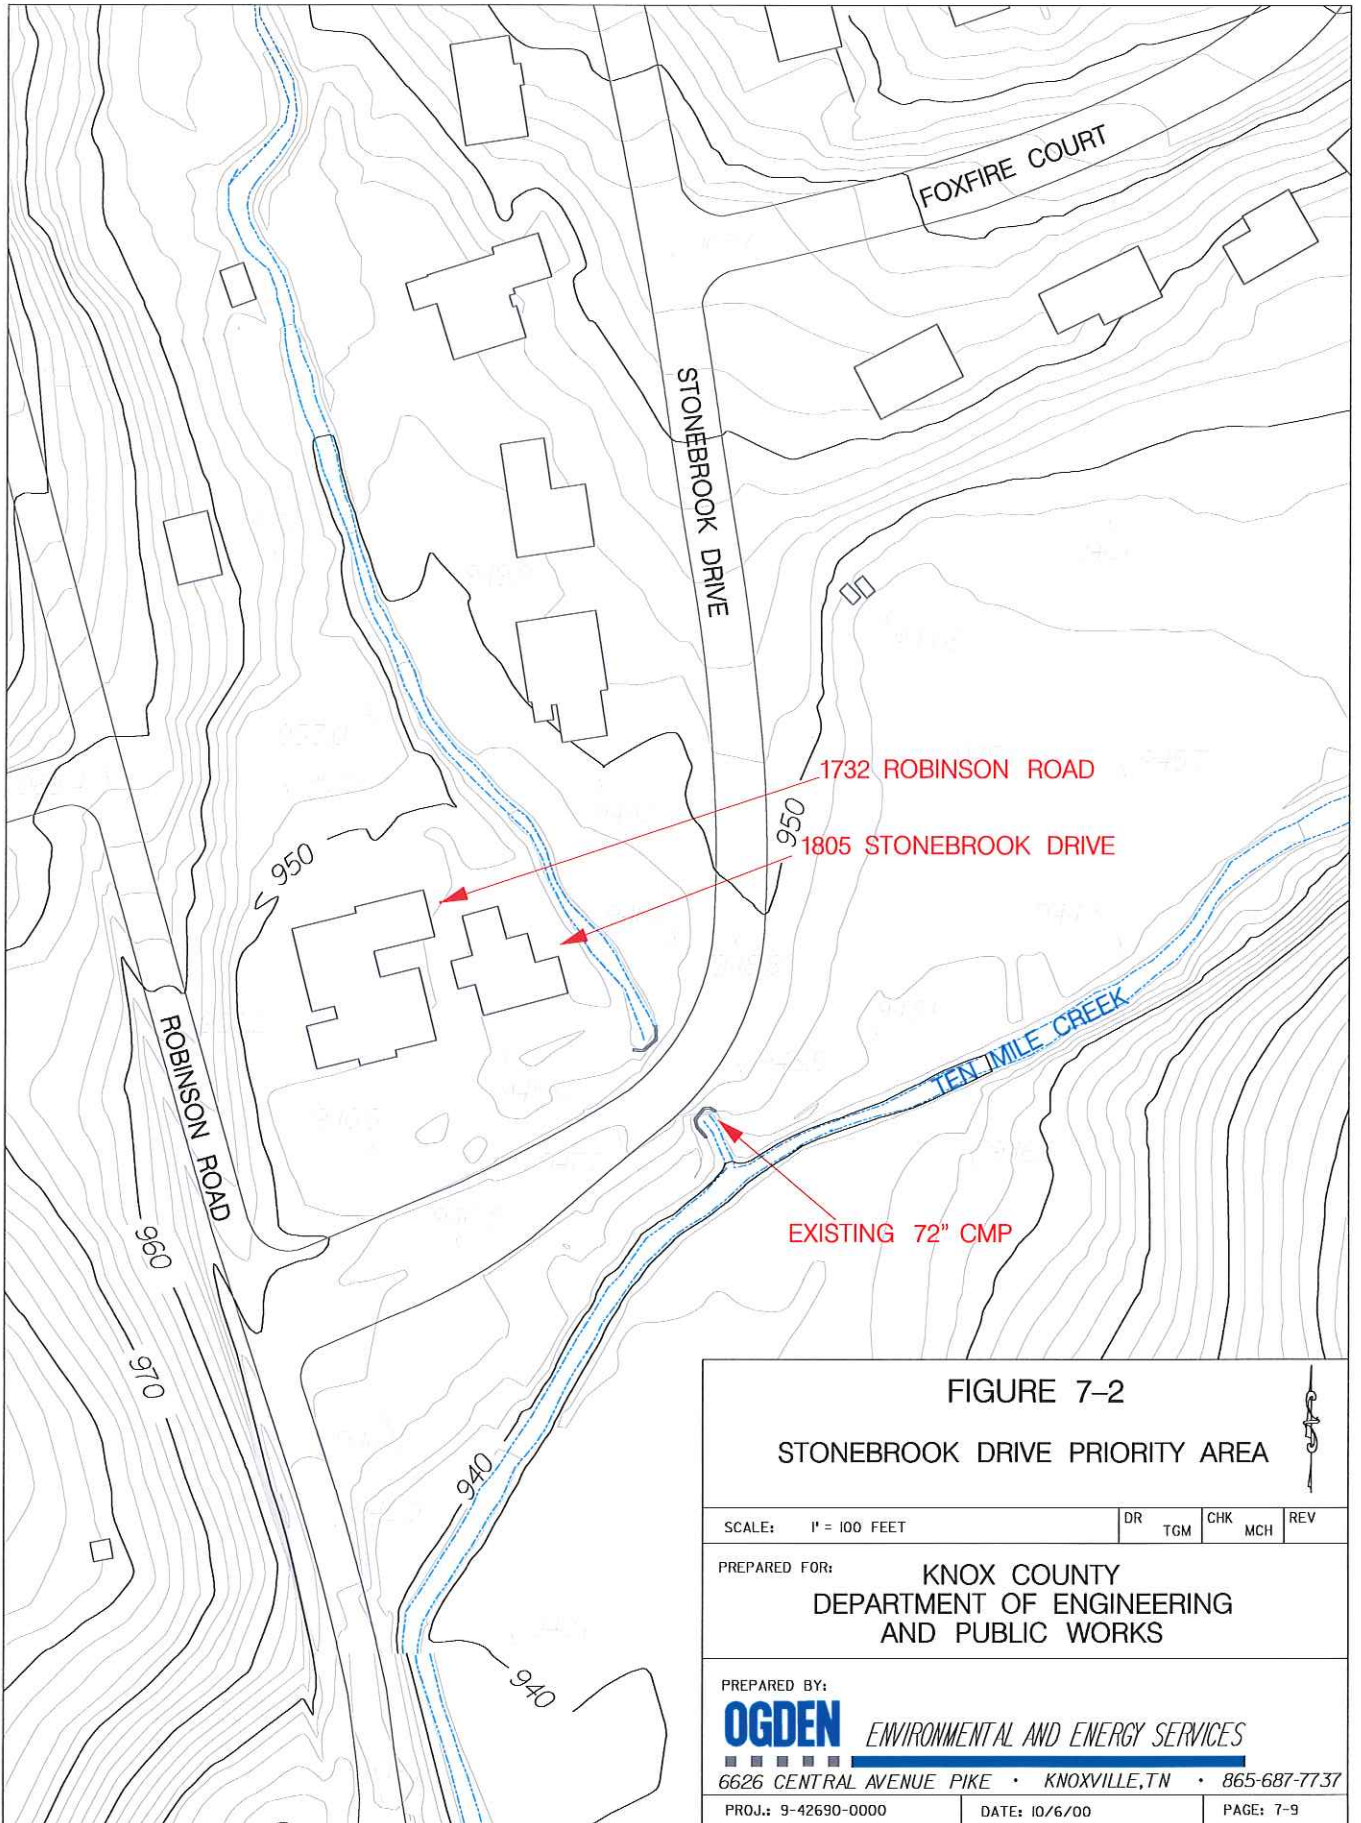 FOXFIRE COURT
STONEBROOK DRIVE
1732 ROBINSON ROAD
950
1805 STONEBROOK DRIVE
950
TEN MILE CREEK
ROBINSON ROAD
EXISTING 72" CMP
960
970
940
940
FIGURE 7–2
STONEBROOK DRIVE PRIORITY AREA
SCALE: 1" = 100 FEET
DR TGM
CHK MCH
REV
PREPARED FOR:
KNOX COUNTY
DEPARTMENT OF ENGINEERING
AND PUBLIC WORKS
PREPARED BY:
OGDEN ENVIRONMENTAL AND ENERGY SERVICES
6626 CENTRAL AVENUE PIKE • KNOXVILLE, TN • 865-687-7737
PROJ.: 9-42690-0000
DATE: 10/6/00
PAGE: 7-9